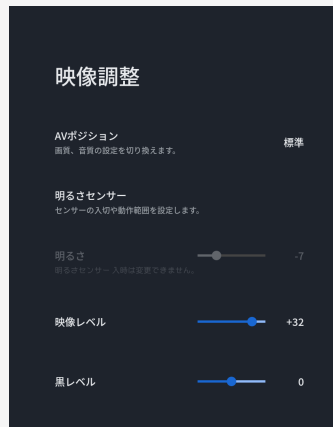 映像調整
AVポジション
標準
画質、音質の設定を切り換えます。
明るさセンサー
センサーの入切や動作範囲を設定します。
明るさ
-7
明るさセンサー 入時は変更できません。
映像レベル
+32
黒レベル
0